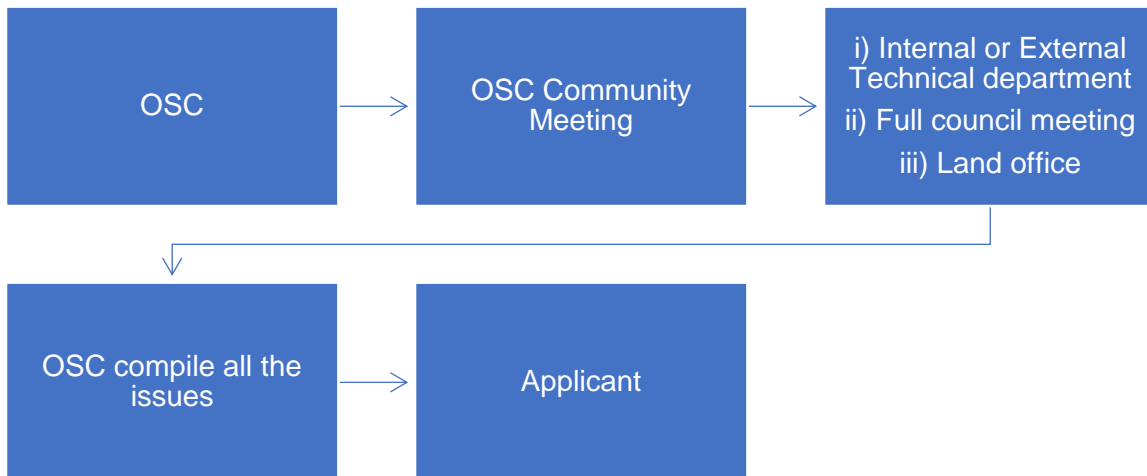 OSC
OSC Community
Meeting
i) Internal or External
Technical department
ii) Full council meeting
iii) Land office
OSC compile all the
issues
Applicant